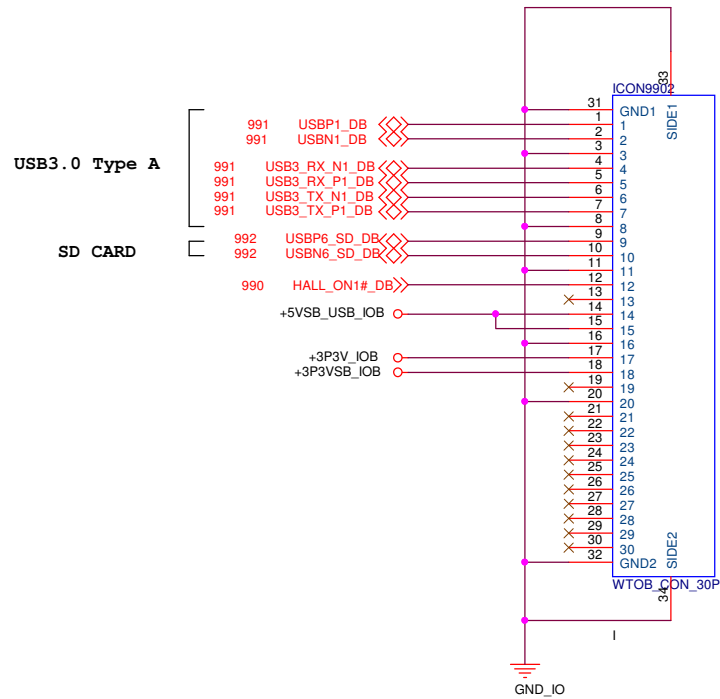 33
ICON9902
31 GND1
SIDE1
1 1
991 USBP1_DB
2 2
991 USBN1_DB
3 3
USB3.0 Type A
4 4
991 USB3_RX_N1_DB
5 5
991 USB3_RX_P1_DB
6 6
991 USB3_TX_N1_DB
7 7
991 USB3_TX_P1_DB
8 8
9 9
992 USBP6_SD_DB
SD CARD
10 10
992 USBN6_SD_DB
11 11
12 12
990 HALL_ON1#_DB
13 13
14 14
+5VSB_USB_IOB
15 15
16 16
17 17
+3P3V_IOB
18 18
+3P3VSB_IOB
19 19
20 20
21 21
22 22
23 23
24 24
25 25
26 26
27 27
28 28
29 29
30 30
32 GND2
SIDE2
34
WTOB_CON_30P
I
GND_IO